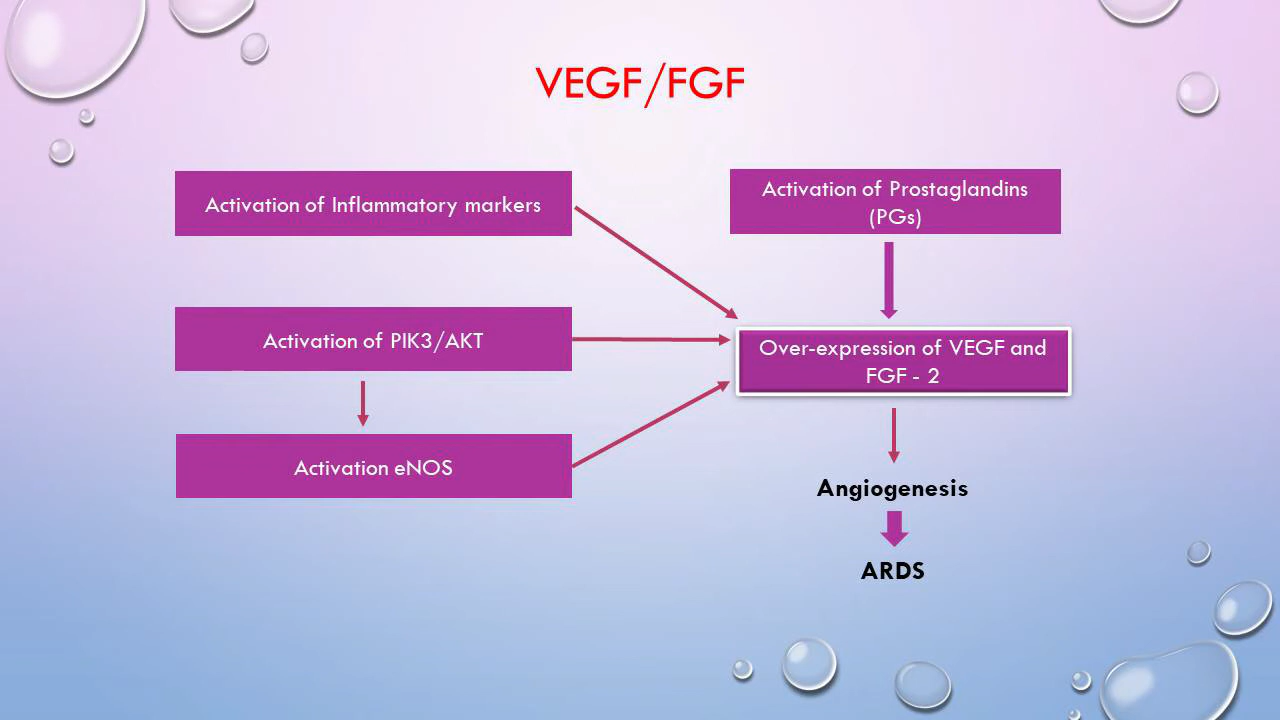 VEGF/FGF
Activation of Inflammatory markers
Activation of Prostaglandins
(PGs)
Activation of PIK3/AKT
Over-expression of VEGF and
FGF - 2
Activation eNOS
Angiogenesis
ARDS